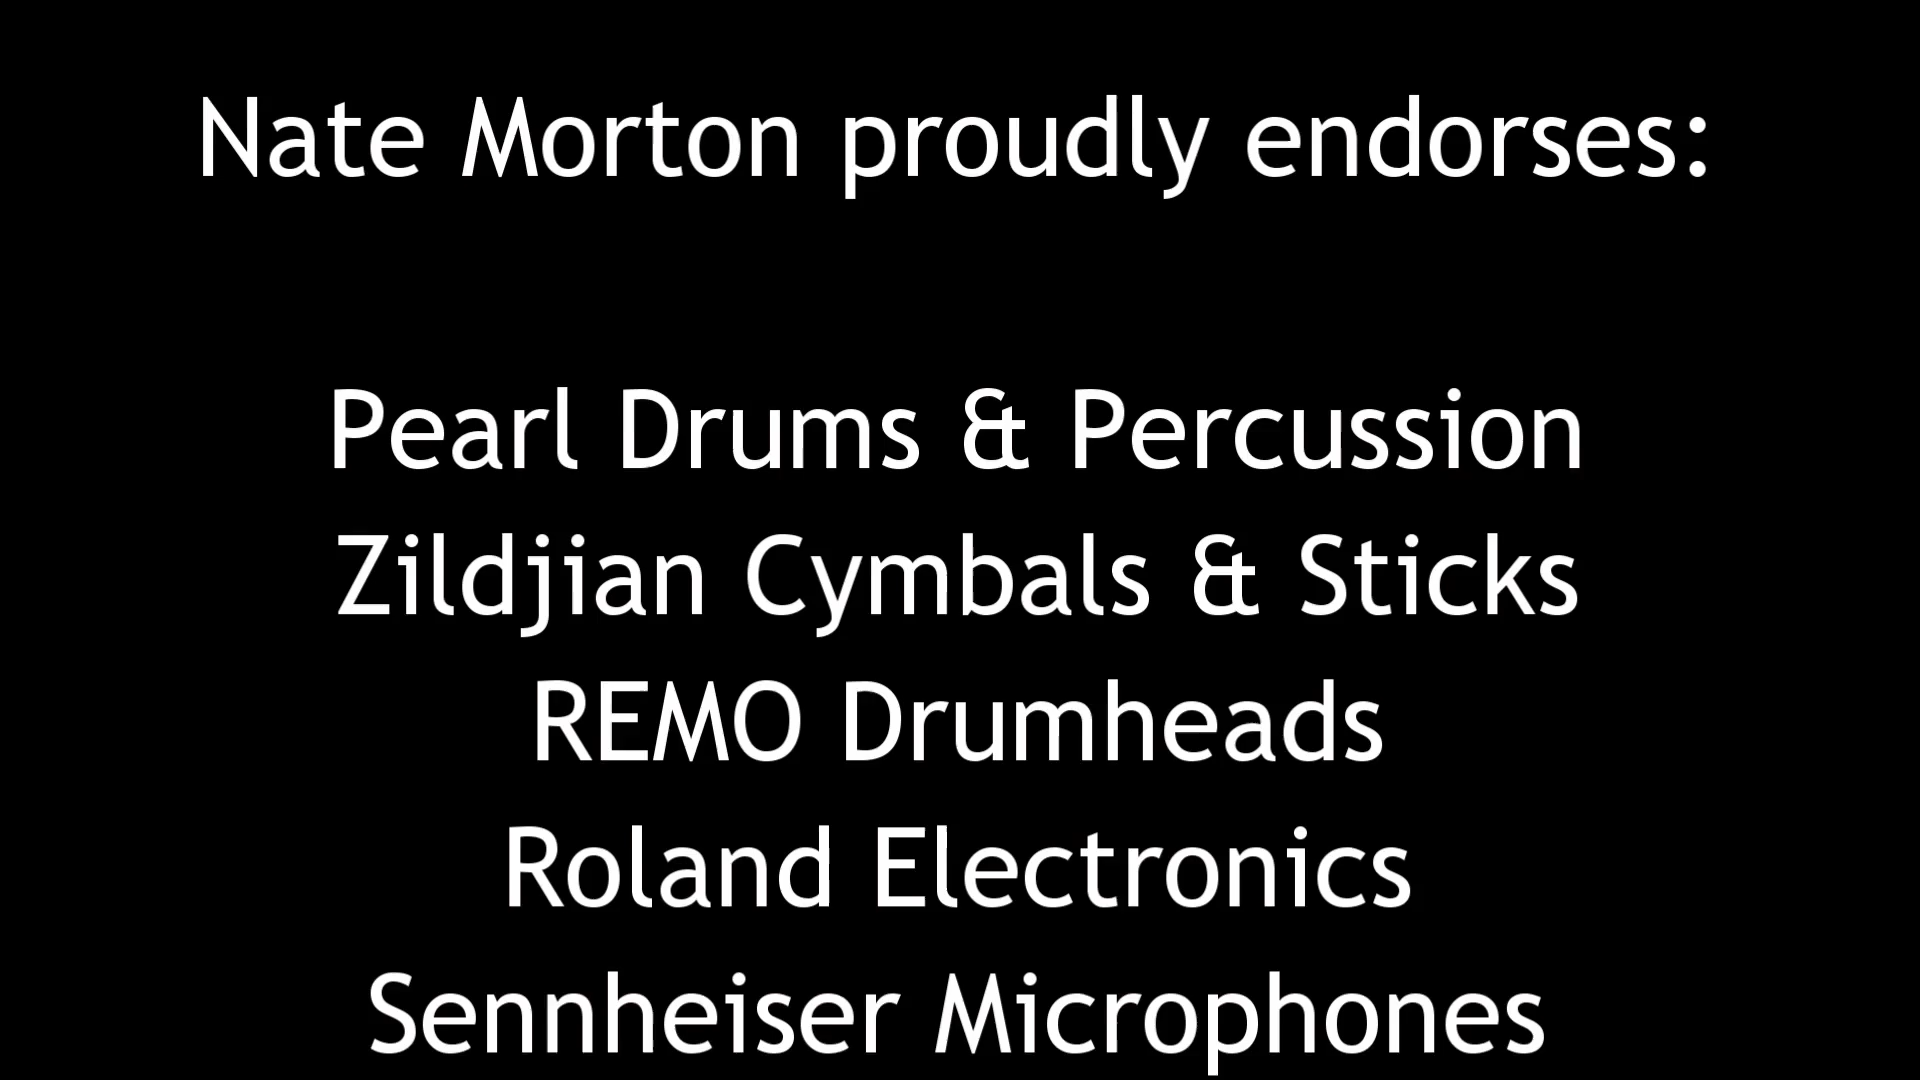 Nate Morton proudly endorses:
Pearl Drums & Percussion
Zildjian Cymbals & Sticks
REMO Drumheads
Roland Electronics
Sennheiser Microphones